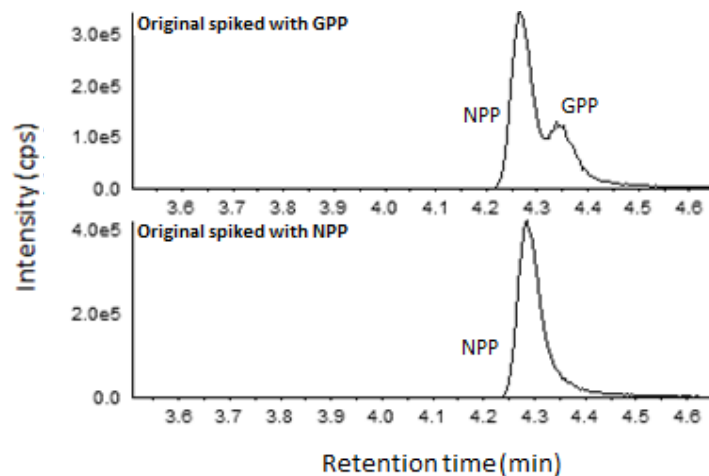 Original spiked with GPP
3.0e5
2.0e5
1.0e5
0.0
NPP
GPP
3.6 3.7 3.8 3.9 4.0 4.1 4.2 4.3 4.4 4.5 4.6
Intensity (cps)
Original spiked with NPP
4.0e5
2.0e5
0.0
NPP
3.6 3.7 3.8 3.9 4.0 4.1 4.2 4.3 4.4 4.5 4.6
Retention time (min)